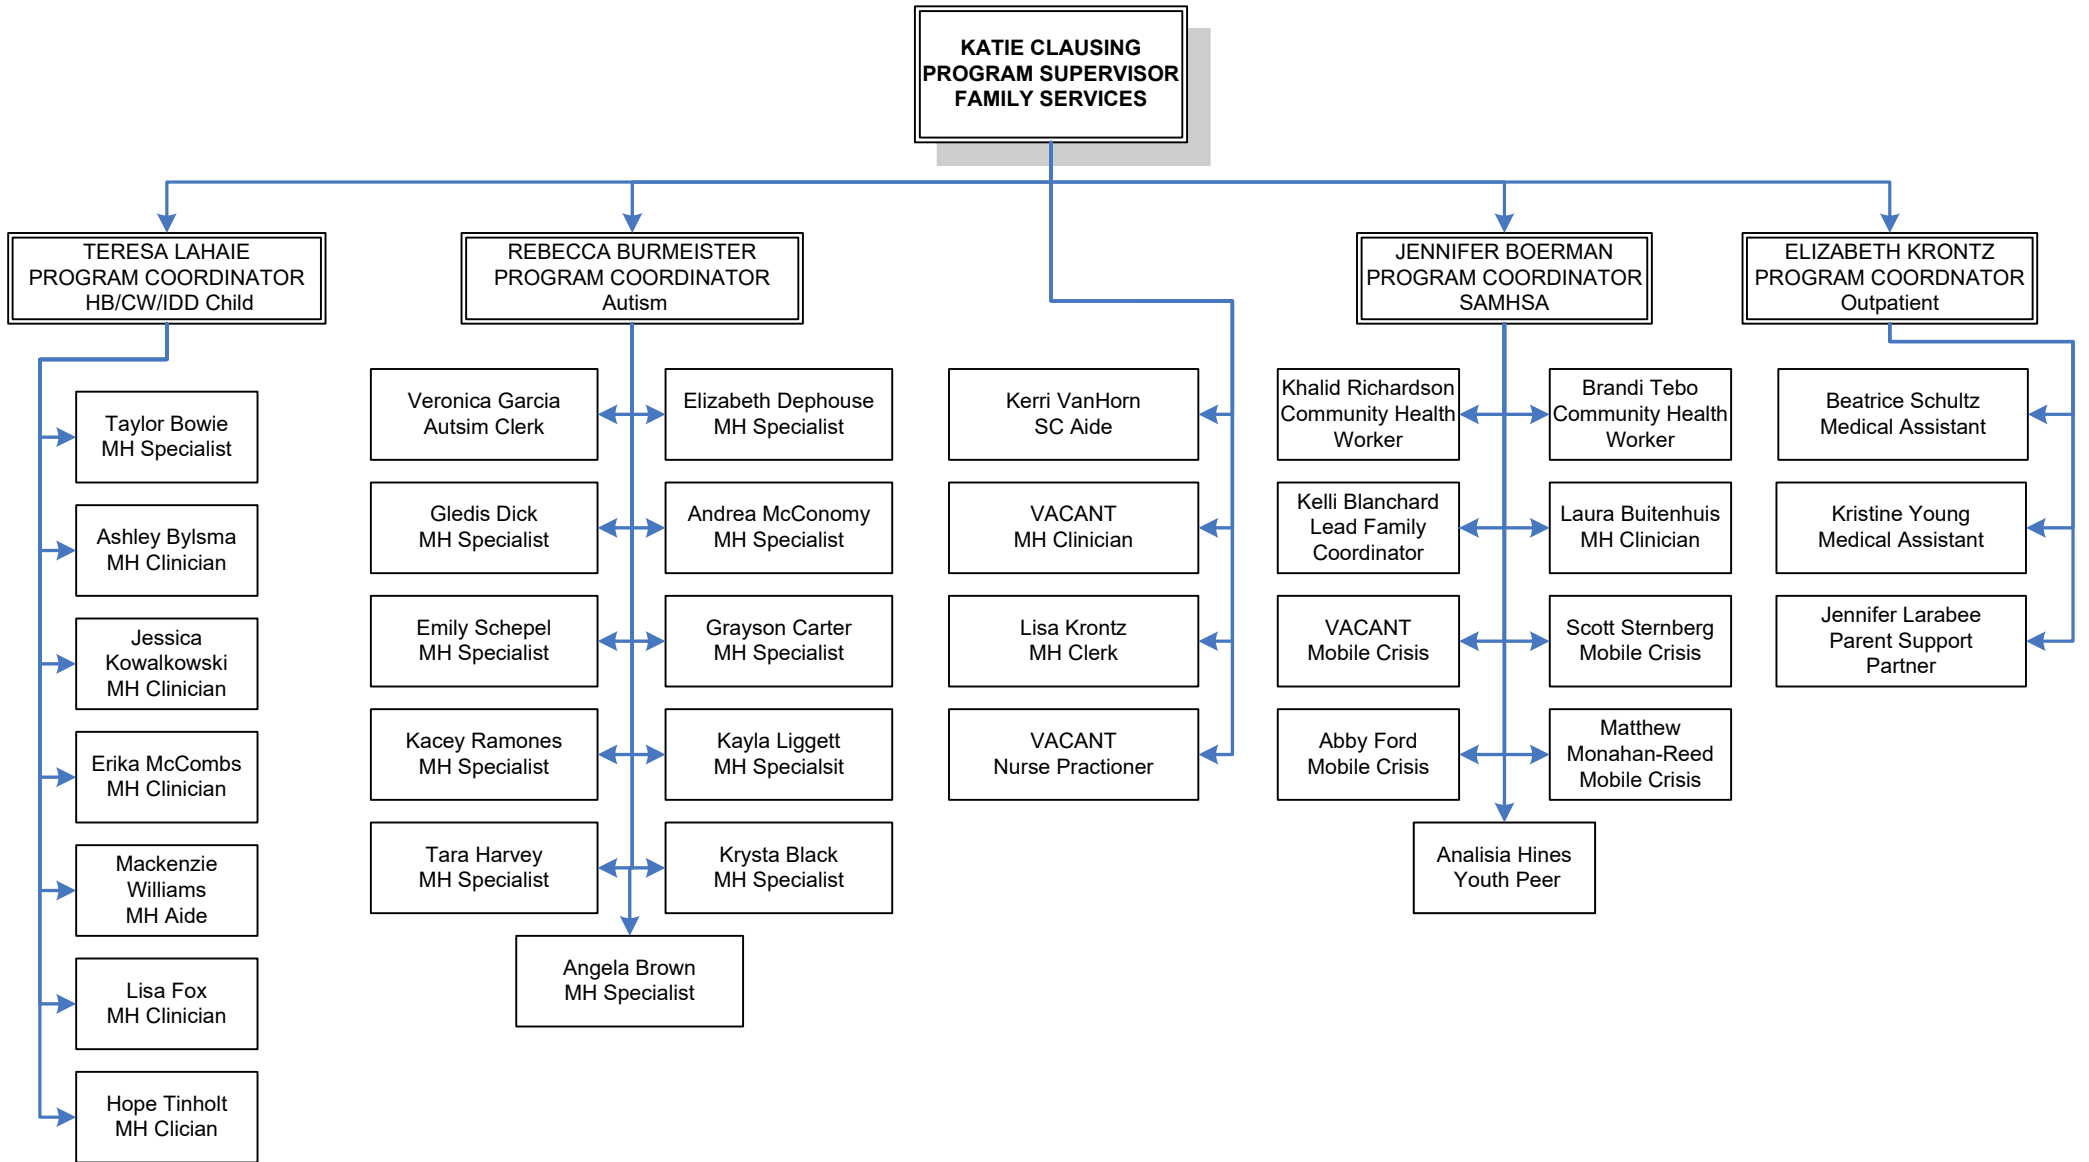 KATIE CLAUSING
PROGRAM SUPERVISOR
FAMILY SERVICES
TERESA LAHAIE
PROGRAM COORDINATOR
HB/CW/IDD Child
REBECCA BURMEISTER
PROGRAM COORDINATOR
Autism
JENNIFER BOERMAN
PROGRAM COORDINATOR
SAMHSA
ELIZABETH KRONTZ
PROGRAM COORDNATOR
Outpatient
Taylor Bowie
MH Specialist
Ashley Bylsma
MH Clinician
Jessica
Kowalkowski
MH Clinician
Erika McCombs
MH Clinician
Mackenzie
Williams
MH Aide
Lisa Fox
MH Clinician
Hope Tinholt
MH Clician
Veronica Garcia
Autsim Clerk
Elizabeth Dephouse
MH Specialist
Gledis Dick
MH Specialist
Andrea McConomy
MH Specialist
Emily Schepel
MH Specialist
Grayson Carter
MH Specialist
Kacey Ramones
MH Specialist
Kayla Liggett
MH Specialsit
Tara Harvey
MH Specialist
Krysta Black
MH Specialist
Angela Brown
MH Specialist
Kerri VanHorn
SC Aide
VACANT
MH Clinician
Lisa Krontz
MH Clerk
VACANT
Nurse Practioner
Khalid Richardson
Community Health
Worker
Brandi Tebo
Community Health
Worker
Kelli Blanchard
Lead Family
Coordinator
Laura Buitenhuis
MH Clinician
VACANT
Mobile Crisis
Scott Sternberg
Mobile Crisis
Abby Ford
Mobile Crisis
Matthew
Monahan-Reed
Mobile Crisis
Analisia Hines
Youth Peer
Beatrice Schultz
Medical Assistant
Kristine Young
Medical Assistant
Jennifer Larabee
Parent Support
Partner